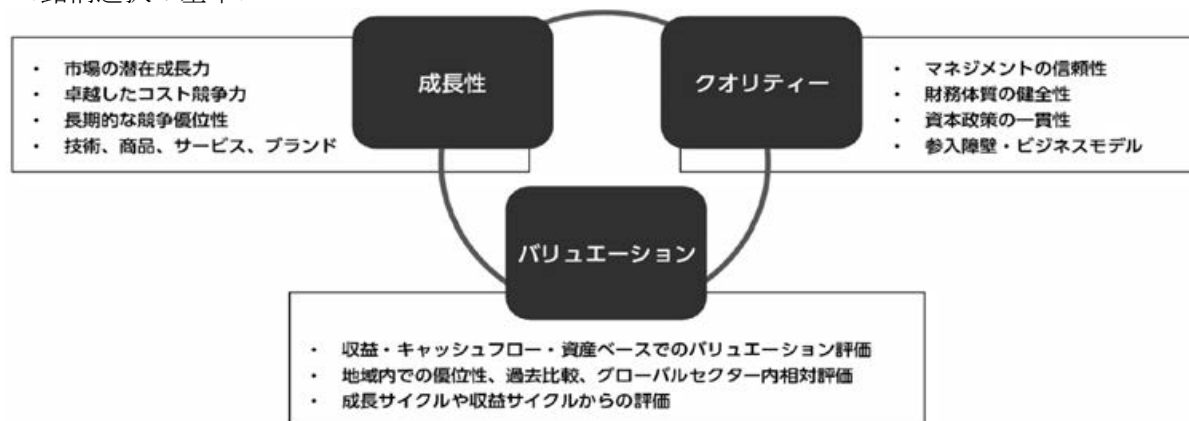 成長性
・ 市場の潜在成長力
・ 卓越したコスト競争力
・ 長期的な競争優位性
・ 技術、商品、サービス、ブランド
クオリティー
・ マネジメントの信頼性
・ 財務体質の健全性
・ 資本政策の一貫性
・ 参入障壁・ビジネスモデル
バリュエーション
・ 収益・キャッシュフロー・資産ベースでのバリュエーション評価
・ 地域内での優位性、過去比較、グローバルセクター内相対評価
・ 成長サイクルや収益サイクルからの評価